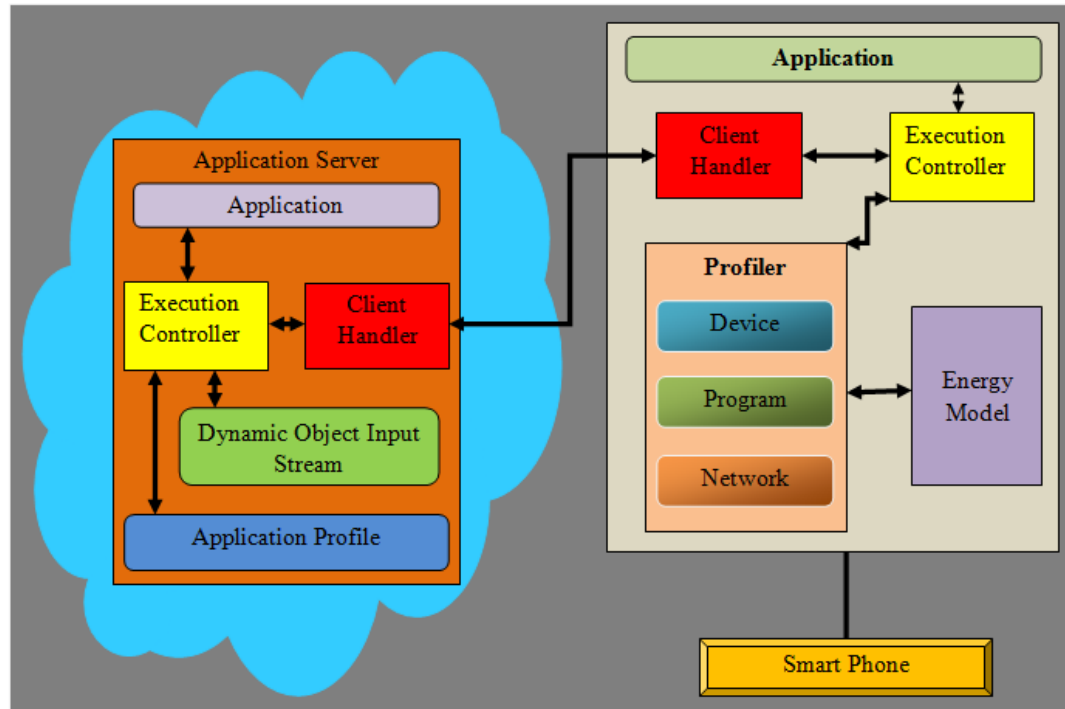 Application Server
Application
Execution
Controller
Client
Handler
Dynamic Object Input
Stream
Application Profile
Application
Client
Handler
Execution
Controller
Profiler
Device
Program
Network
Energy
Model
Smart Phone